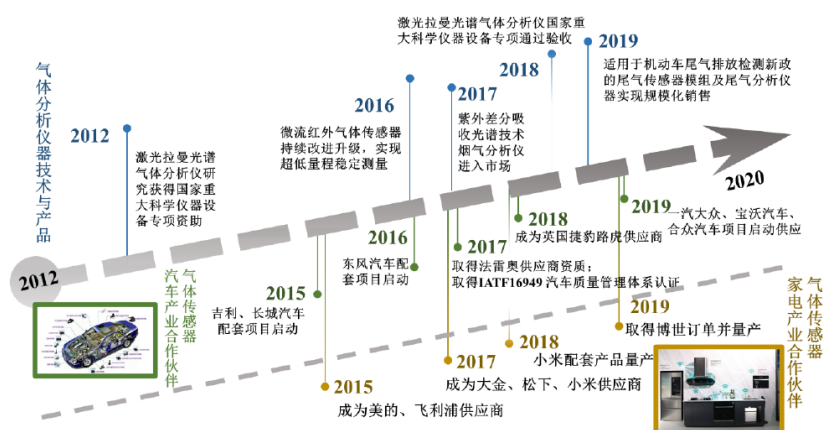 激光拉曼光谱气体分析仪国家重
大科学仪器设备专项通过验收
2018
2019
适用于机动车尾气排放检测新政
的尾气传感器模组及尾气分析仪
器实现规模化销售
气体分析仪器技术与产品
2012
激光拉曼光谱
气体分析仪研
究获得国家重
大科学仪器设
备专项资助
2016
微流红外气体传感器
持续改进升级，实现
超低量程稳定测量
2017
紫外差分吸
收光谱技术
烟气分析仪
进入市场
2020
2012
气体传感器
汽车产业合作伙伴
2015
吉利、长城汽车
配套项目启动
2016
东风汽车配
套项目启动
2017
取得法雷奥供应商资质；
取得IATF16949 汽车质量管理体系认证
2018
成为英国捷豹路虎供应商
2019
一汽大众、宝沃汽车、
合众汽车项目启动供应
气体传感器
家电产业合作伙伴
2015
成为美的、飞利浦供应商
2017
成为大金、松下、小米供应商
2018
小米配套产品量产
2019
取得博世订单并量产